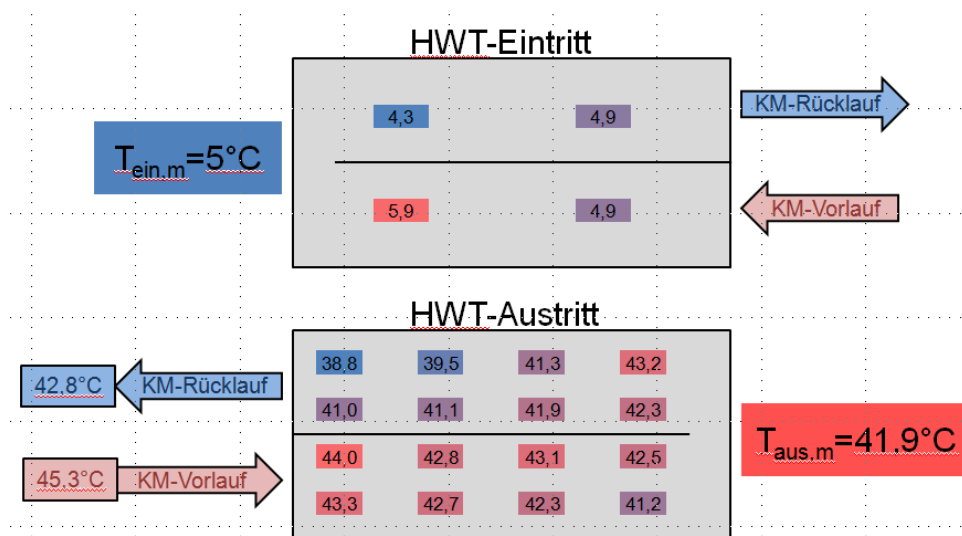 HWT-Eintritt
4,3 4,9
KM-Rücklauf
Tein,m=5°C
5,9 4,9
KM-Vorlauf
HWT-Austritt
38,8 39,5 41,3 43,2
42,8°C KM-Rücklauf
41,0 41,1 41,9 42,3
Taus,m=41,9°C
44,0 42,8 43,1 42,5
45,3°C KM-Vorlauf
43,3 42,7 42,3 41,2